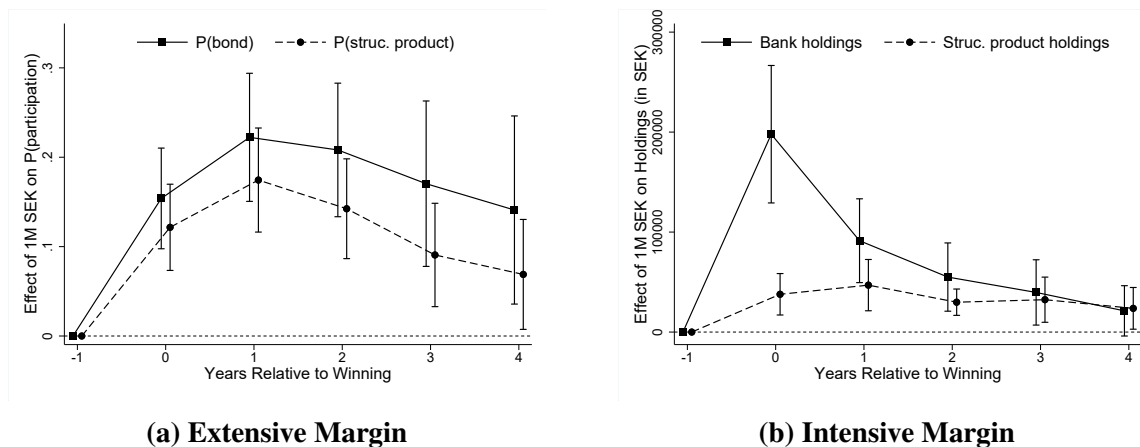 P(bond) P(struc. product)
Effect of 1M SEK on P(participation)
.3
.2
.1
0
-1 0 1 2 3 4
Years Relative to Winning
(a) Extensive Margin
Bank holdings Struc. product holdings
Effect of 1M SEK on Holdings (in SEK)
300000
200000
100000
0
-1 0 1 2 3 4
Years Relative to Winning
(b) Intensive Margin